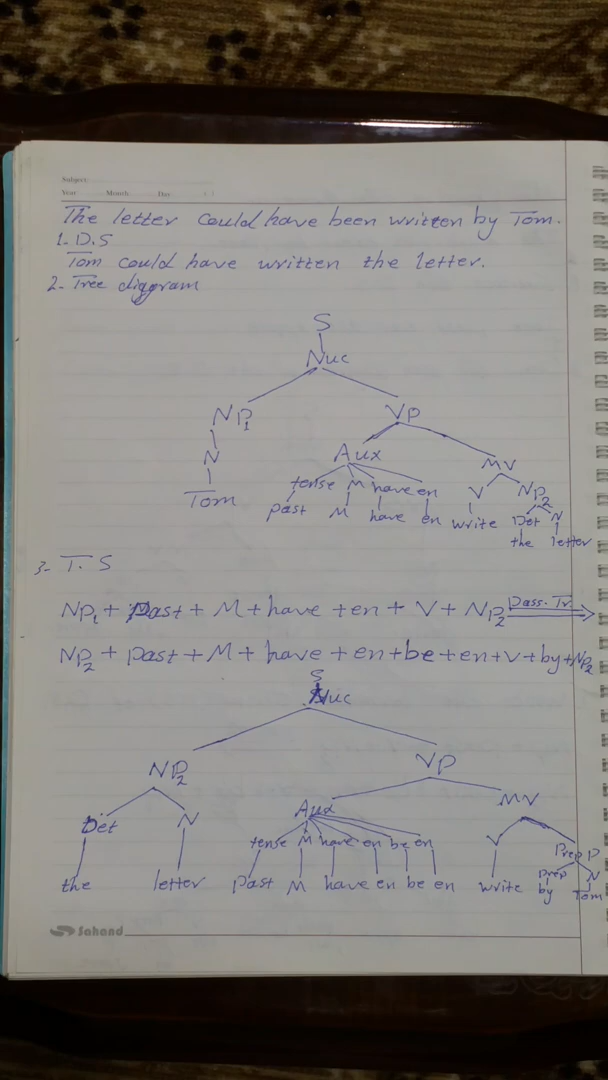 Subject:
Year Month: Day
The letter could have been written by Tom.
1. D.S
Tom could have written the letter.
2- Tree diagram
S
Nuc
NP1 VP
N Aux MV
Tom tense M have en V NP2
past M have en write Det N
the letter
3- T.S
NP1 + Past + M + have + en + V + NP2 Pass. Tr.
NP2 + past + M + have + en + be + en + V + by + NP2
S
Nuc
NP2 VP
Det N Aux MV
tense M have en be en V Prep P
the letter Past M have en be en write prep N
by Tom
Sahand